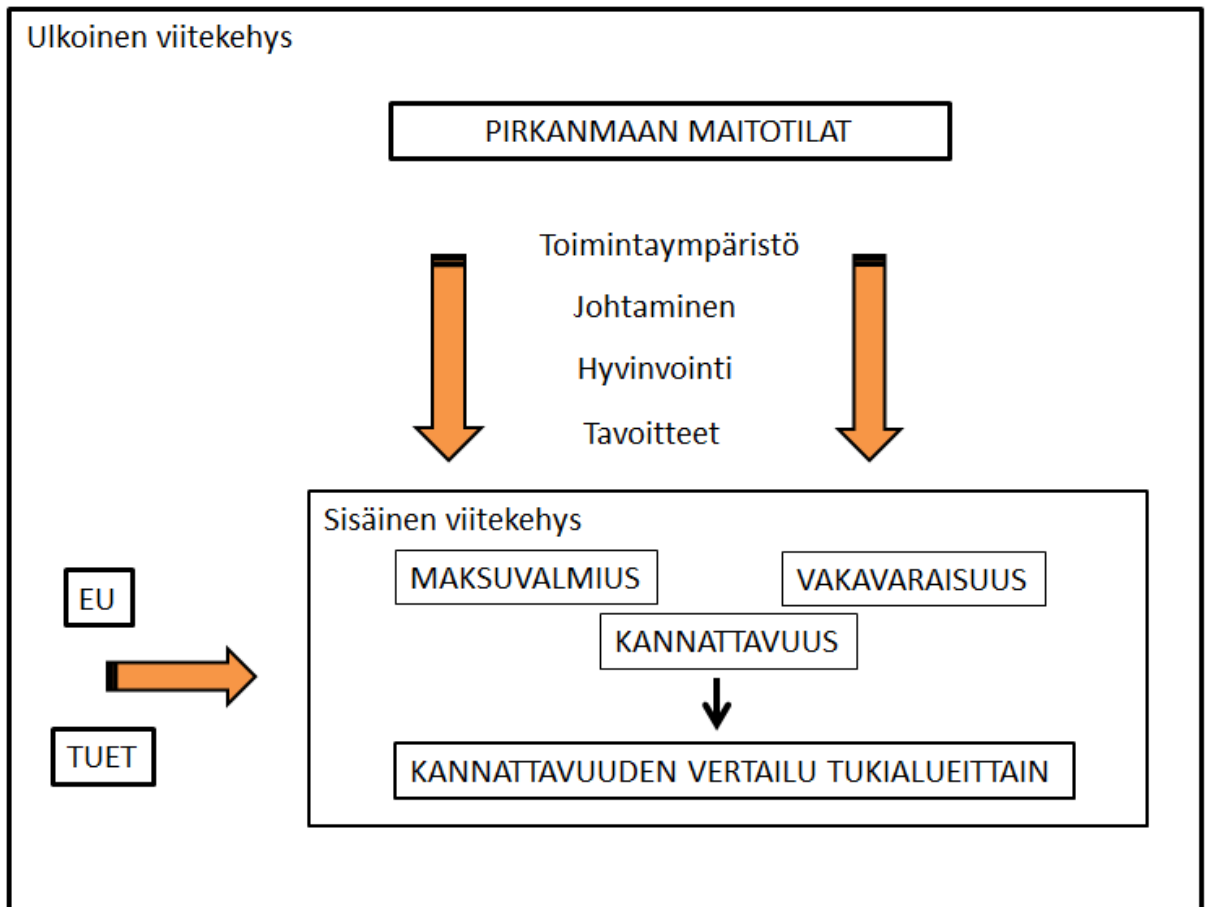 Ulkoinen viitekehys
PIRKANMAAN MAITOTILAT
Toimintaympäristö
Johtaminen
Hyvinvointi
Tavoitteet
Sisäinen viitekehys
MAKSUVALMIUS
VAKAVARAISUUS
KANNATTAVUUS
EU
TUET
KANNATTAVUUDEN VERTAILU TUKIALUEITTAIN